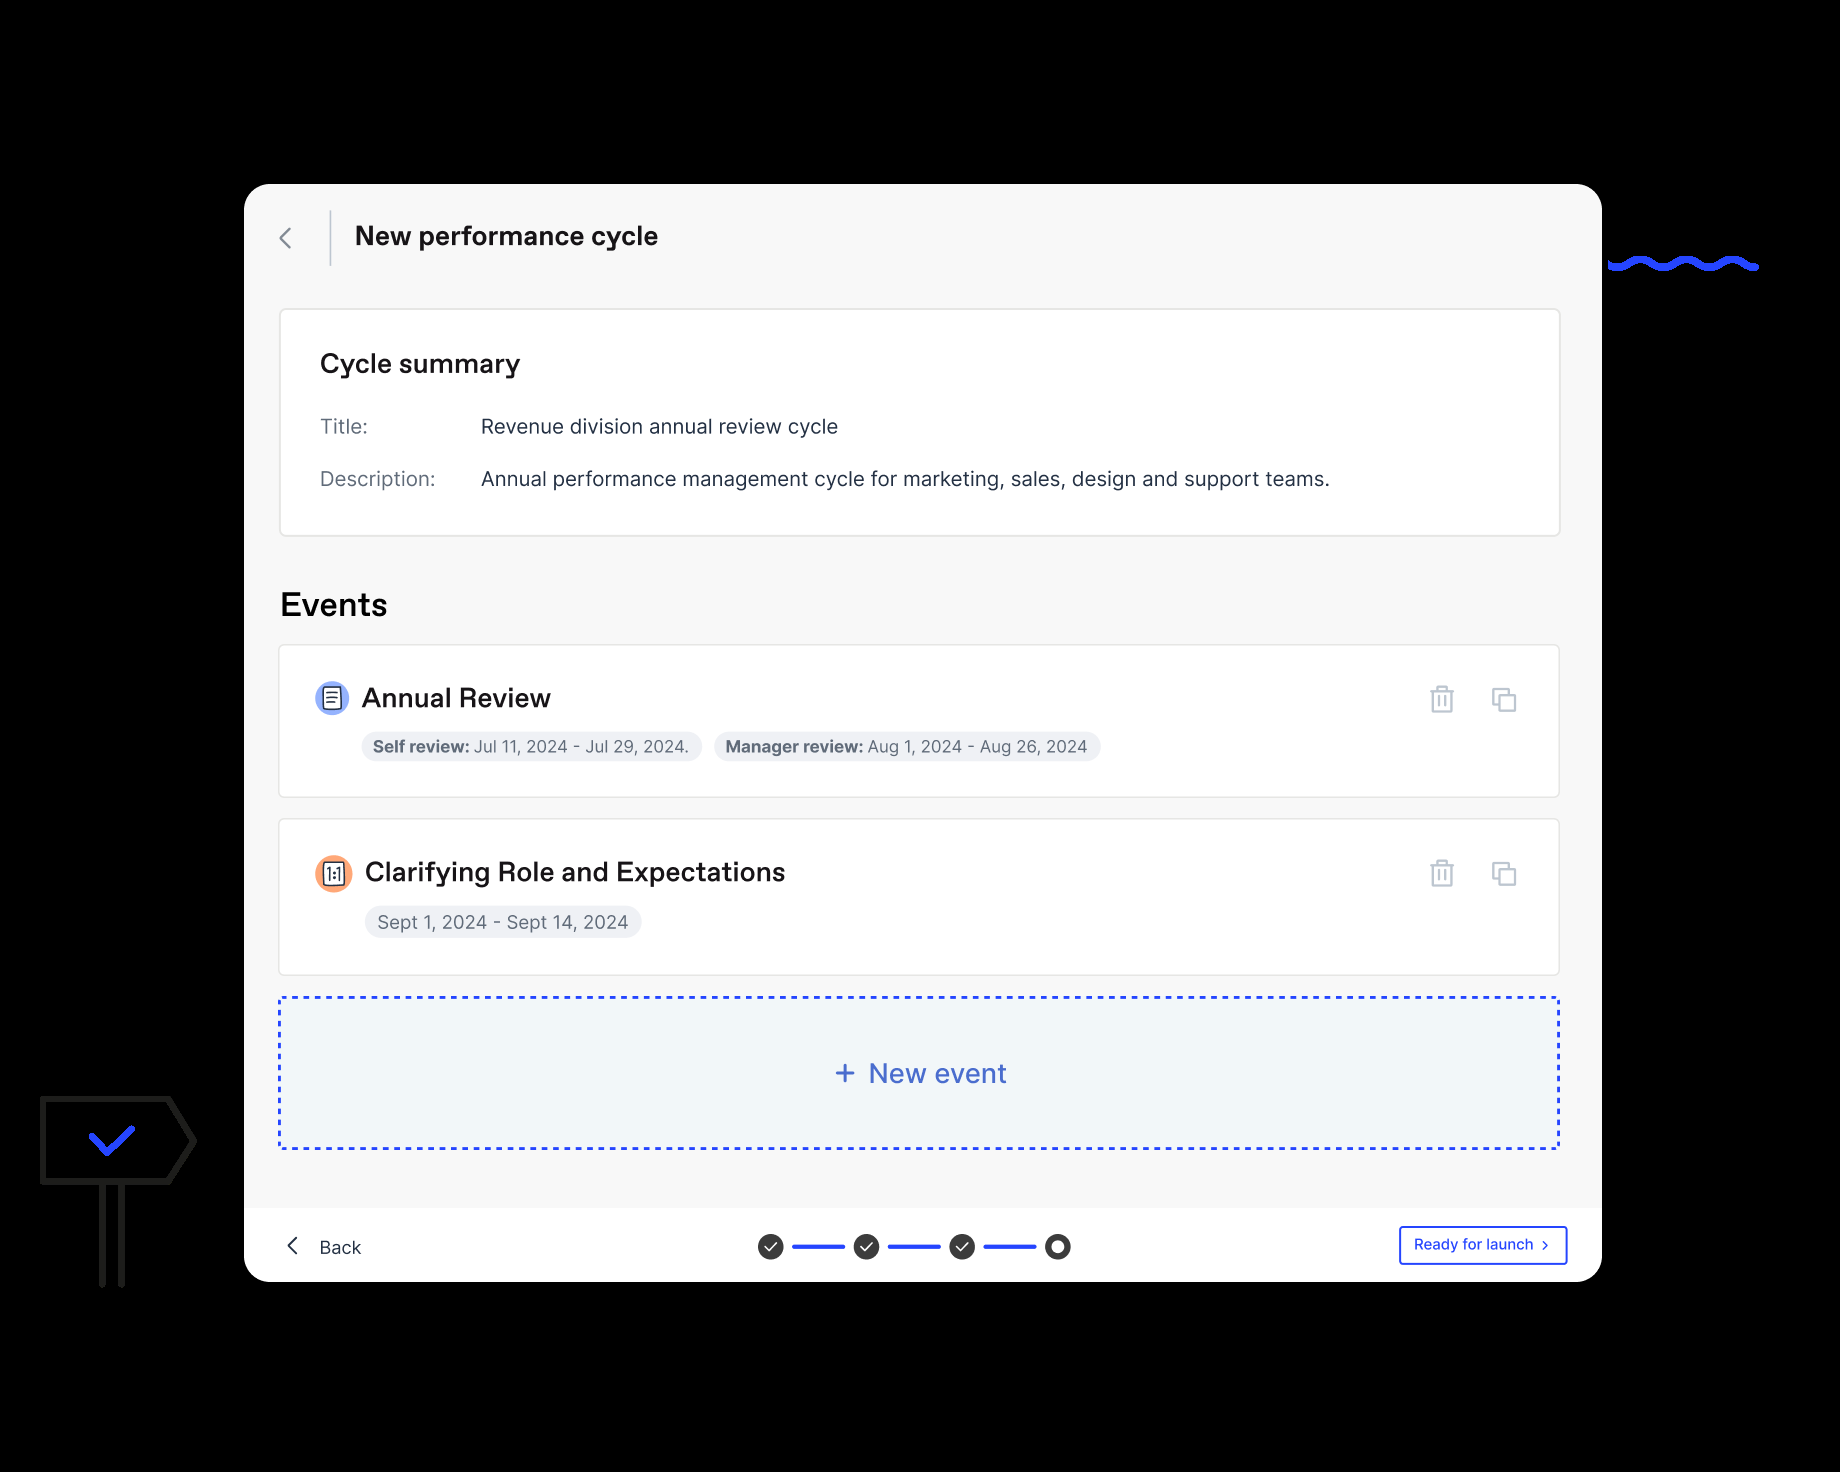 New performance cycle
Cycle summary
Title: Revenue division annual review cycle
Description: Annual performance management cycle for marketing, sales, design and support teams.
Events
Annual Review
Self review: Jul 11, 2024 - Jul 29, 2024. Manager review: Aug 1, 2024 - Aug 26, 2024
1:1 Clarifying Role and Expectations
Sept 1, 2024 - Sept 14, 2024
+ New event
Back
Ready for launch